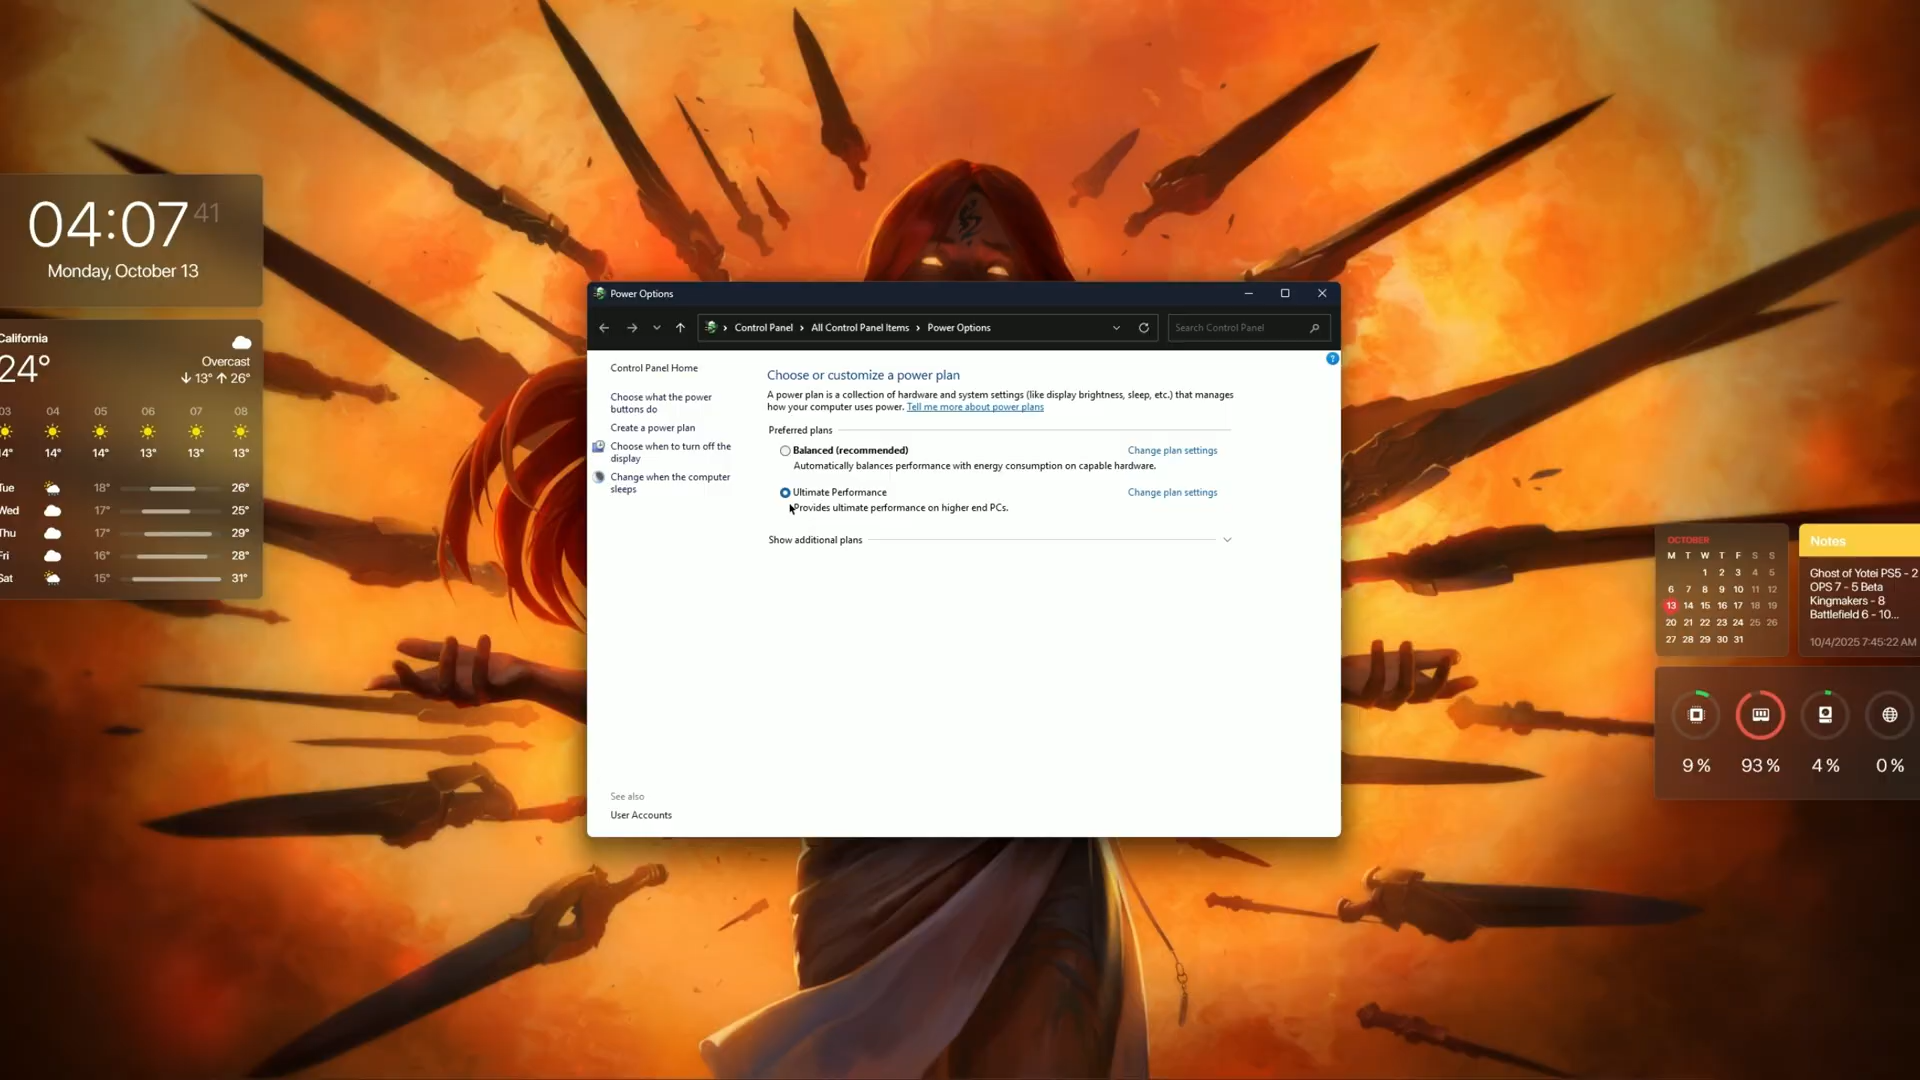 04:07 41
Monday, October 13
California
24°
Overcast
↓ 13° ↑ 26°
03 04 05 06 07 08
14° 14° 14° 13° 13° 13°
Tue 18° 26°
Wed 17° 25°
Thu 17° 29°
Fri 16° 28°
Sat 15° 31°
Power Options
Control Panel › All Control Panel Items › Power Options
Search Control Panel
?
Control Panel Home
Choose what the power
buttons do
Create a power plan
Choose when to turn off the
display
Change when the computer
sleeps
Choose or customize a power plan
A power plan is a collection of hardware and system settings (like display brightness, sleep, etc.) that manages
how your computer uses power. Tell me more about power plans
Preferred plans
Balanced (recommended) Change plan settings
Automatically balances performance with energy consumption on capable hardware.
Ultimate Performance Change plan settings
Provides ultimate performance on higher end PCs.
Show additional plans
See also
User Accounts
OCTOBER
M T W T F S S
1 2 3 4 5
6 7 8 9 10 11 12
13 14 15 16 17 18 19
20 21 22 23 24 25 26
27 28 29 30 31
Notes
Ghost of Yotei PS5 - 2
OPS 7 - 5 Beta
Kingmakers - 8
Battlefield 6 - 10...
10/4/2025 7:45:22 AM
9 % 93 % 4 % 0 %